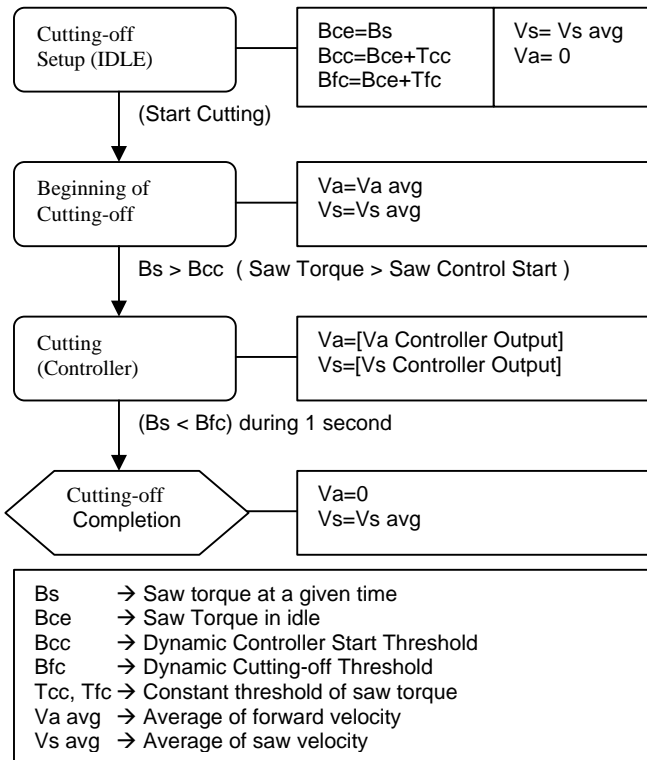 Cutting-off
Setup (IDLE)
Bce=Bs
Bcc=Bce+Tcc
Bfc=Bce+Tfc
Vs= Vs avg
Va= 0
(Start Cutting)
Beginning of
Cutting-off
Va=Va avg
Vs=Vs avg
Bs > Bcc ( Saw Torque > Saw Control Start )
Cutting
(Controller)
Va=[Va Controller Output]
Vs=[Vs Controller Output]
(Bs < Bfc) during 1 second
Cutting-off
Completion
Va=0
Vs=Vs avg
Bs → Saw torque at a given time
Bce → Saw Torque in idle
Bcc → Dynamic Controller Start Threshold
Bfc → Dynamic Cutting-off Threshold
Tcc, Tfc → Constant threshold of saw torque
Va avg → Average of forward velocity
Vs avg → Average of saw velocity